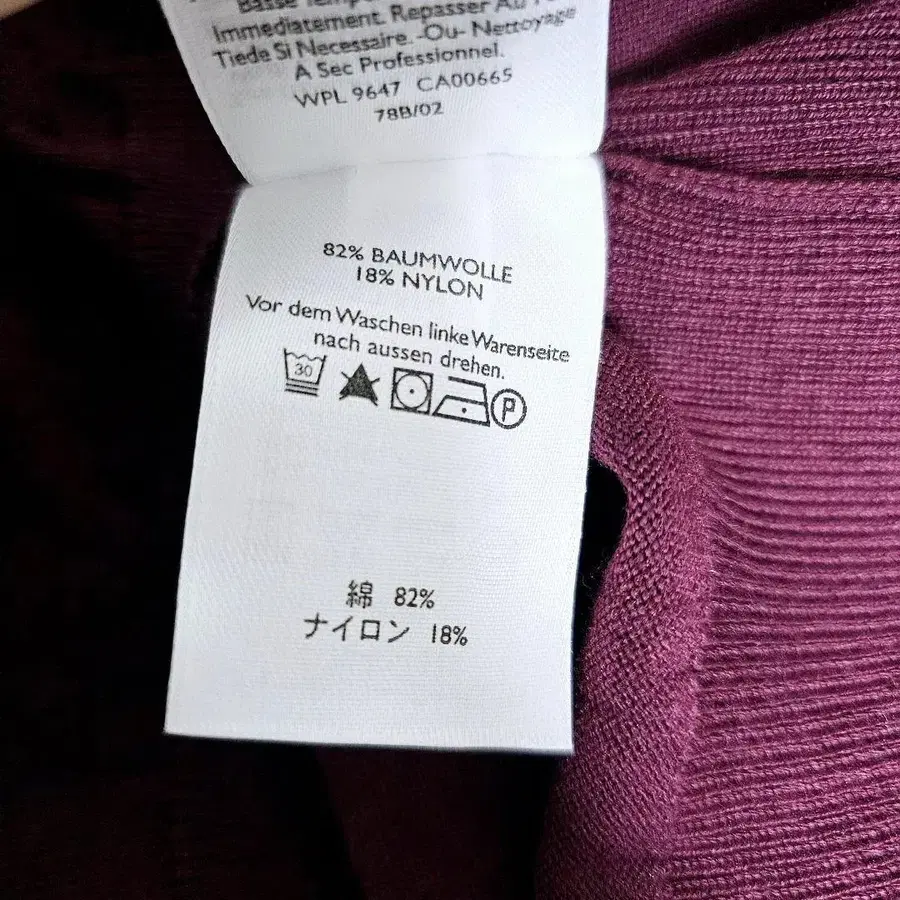 Basse
Immediatement. Repasser Au
Tiede Si Necessaire. -Ou- Nettoyage
A Sec Professionnel.
WPL 9647 CA00665
78B/02
82% BAUMWOLLE
18% NYLON
Vor dem Waschen linke Warenseite
nach aussen drehen.
30
P
綿 82%
ナイロン 18%